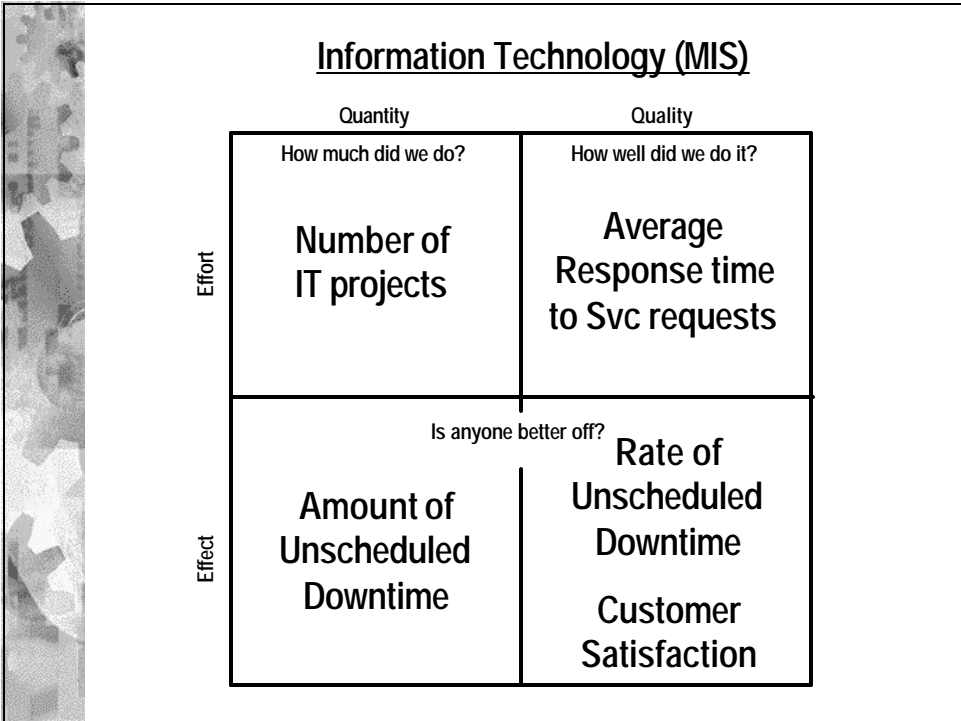 Information Technology (MIS)
Quantity
Quality
How much did we do?
How well did we do it?
Effort
Number of
IT projects
Average
Response time
to Svc requests
Is anyone better off?
Effect
Amount of
Unscheduled
Downtime
Rate of
Unscheduled
Downtime
Customer
Satisfaction